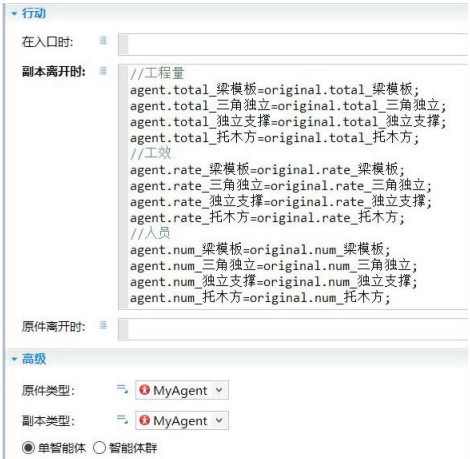 行动
在入口时:
副本离开时:
//工程量
agent.total_梁模板=original.total_梁模板;
agent.total_三角独立=original.total_三角独立;
agent.total_独立支撑=original.total_独立支撑;
agent.total_托木方=original.total_托木方;
//工效
agent.rate_梁模板=original.rate_梁模板;
agent.rate_三角独立=original.rate_三角独立;
agent.rate_独立支撑=original.rate_独立支撑;
agent.rate_托木方=original.rate_托木方;
//人员
agent.num_梁模板=original.num_梁模板;
agent.num_三角独立=original.num_三角独立;
agent.num_独立支撑=original.num_独立支撑;
agent.num_托木方=original.num_托木方;
原件离开时:
高级
原件类型: MyAgent
副本类型: MyAgent
单智能体 智能体群